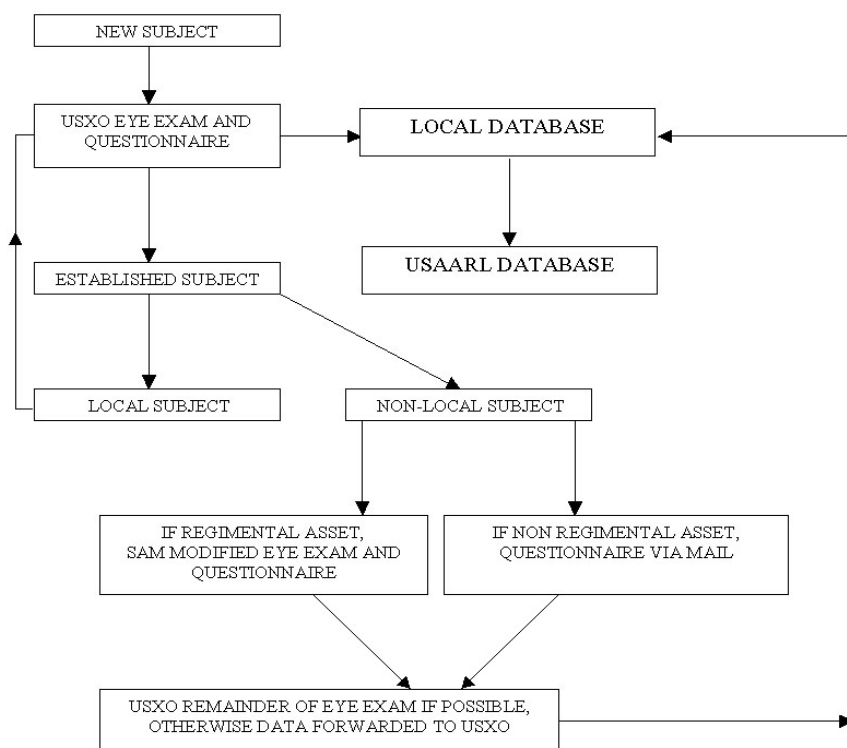 NEW SUBJECT
USXO EYE EXAM AND
QUESTIONNAIRE
LOCAL DATABASE
USAARL DATABASE
ESTABLISHED SUBJECT
LOCAL SUBJECT
NON-LOCAL SUBJECT
IF REGIMENTAL ASSET,
SAM MODIFIED EYE EXAM AND
QUESTIONNAIRE
IF NON REGIMENTAL ASSET,
QUESTIONNAIRE VIA MAIL
USXO REMAINDER OF EYE EXAM IF POSSIBLE,
OTHERWISE DATA FORWARDED TO USXO